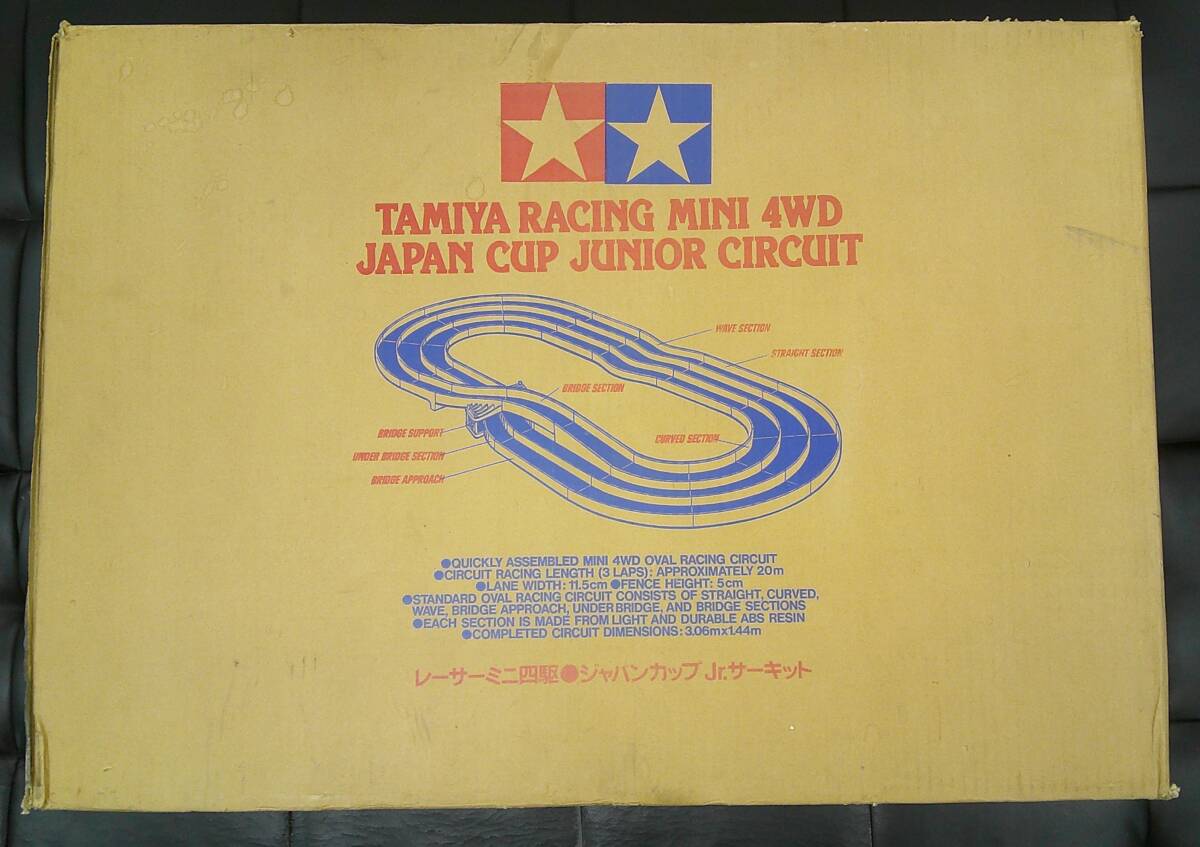 TAMIYA RACING MINI 4WD
JAPAN CUP JUNIOR CIRCUIT
WAVE SECTION
STRAIGHT SECTION
BRIDGE SECTION
BRIDGE SUPPORT
CURVED SECTION
UNDER BRIDGE SECTION
BRIDGE APPROACH
●QUICKLY ASSEMBLED MINI 4WD OVAL RACING CIRCUIT
●CIRCUIT RACING LENGTH (3 LAPS): APPROXIMATELY 20m
●LANE WIDTH: 11.5cm ●FENCE HEIGHT: 5cm
●STANDARD OVAL RACING CIRCUIT CONSISTS OF STRAIGHT, CURVED,
WAVE, BRIDGE APPROACH, UNDER BRIDGE, AND BRIDGE SECTIONS
●EACH SECTION IS MADE FROM LIGHT AND DURABLE ABS RESIN
●COMPLETED CIRCUIT DIMENSIONS: 3.06m×1.44m
レーサーミニ四駆●ジャパンカップ Jr.サーキット